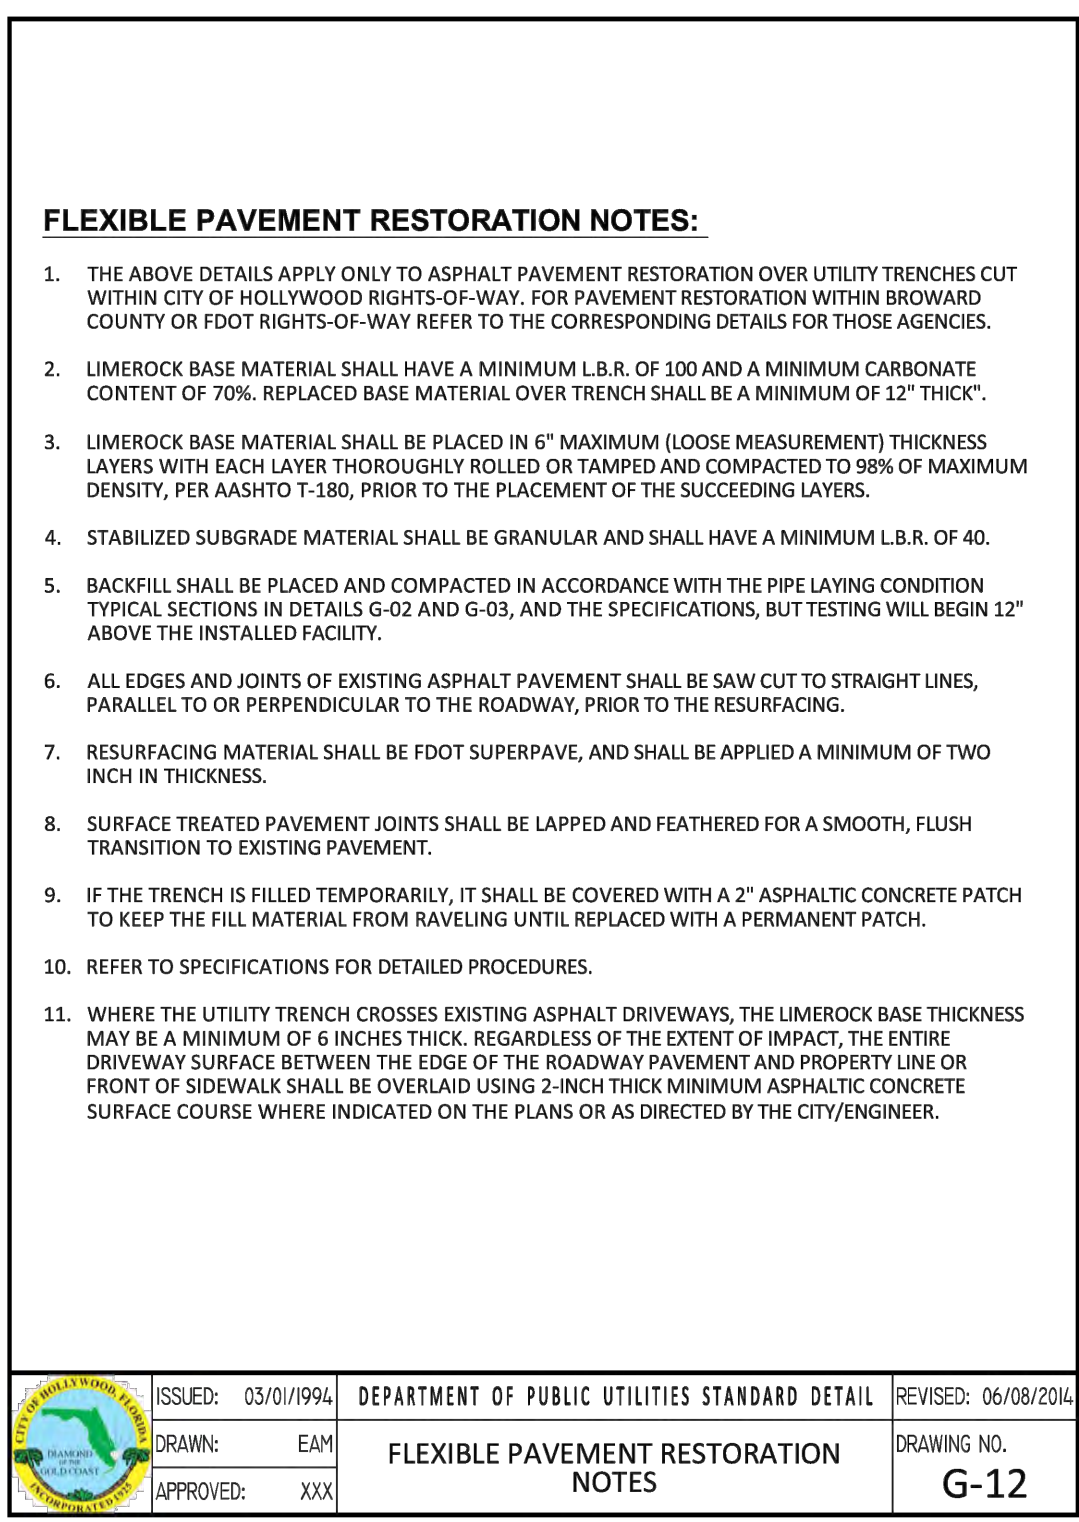 FLEXIBLE PAVEMENT RESTORATION NOTES:
1. THE ABOVE DETAILS APPLY ONLY TO ASPHALT PAVEMENT RESTORATION OVER UTILITY TRENCHES CUT
WITHIN CITY OF HOLLYWOOD RIGHTS-OF-WAY. FOR PAVEMENT RESTORATION WITHIN BROWARD
COUNTY OR FDOT RIGHTS-OF-WAY REFER TO THE CORRESPONDING DETAILS FOR THOSE AGENCIES.
2. LIMEROCK BASE MATERIAL SHALL HAVE A MINIMUM L.B.R. OF 100 AND A MINIMUM CARBONATE
CONTENT OF 70%. REPLACED BASE MATERIAL OVER TRENCH SHALL BE A MINIMUM OF 12" THICK".
3. LIMEROCK BASE MATERIAL SHALL BE PLACED IN 6" MAXIMUM (LOOSE MEASUREMENT) THICKNESS
LAYERS WITH EACH LAYER THOROUGHLY ROLLED OR TAMPED AND COMPACTED TO 98% OF MAXIMUM
DENSITY, PER AASHTO T-180, PRIOR TO THE PLACEMENT OF THE SUCCEEDING LAYERS.
4. STABILIZED SUBGRADE MATERIAL SHALL BE GRANULAR AND SHALL HAVE A MINIMUM L.B.R. OF 40.
5. BACKFILL SHALL BE PLACED AND COMPACTED IN ACCORDANCE WITH THE PIPE LAYING CONDITION
TYPICAL SECTIONS IN DETAILS G-02 AND G-03, AND THE SPECIFICATIONS, BUT TESTING WILL BEGIN 12"
ABOVE THE INSTALLED FACILITY.
6. ALL EDGES AND JOINTS OF EXISTING ASPHALT PAVEMENT SHALL BE SAW CUT TO STRAIGHT LINES,
PARALLEL TO OR PERPENDICULAR TO THE ROADWAY, PRIOR TO THE RESURFACING.
7. RESURFACING MATERIAL SHALL BE FDOT SUPERPAVE, AND SHALL BE APPLIED A MINIMUM OF TWO
INCH IN THICKNESS.
8. SURFACE TREATED PAVEMENT JOINTS SHALL BE LAPPED AND FEATHERED FOR A SMOOTH, FLUSH
TRANSITION TO EXISTING PAVEMENT.
9. IF THE TRENCH IS FILLED TEMPORARILY, IT SHALL BE COVERED WITH A 2" ASPHALTIC CONCRETE PATCH
TO KEEP THE FILL MATERIAL FROM RAVELING UNTIL REPLACED WITH A PERMANENT PATCH.
10. REFER TO SPECIFICATIONS FOR DETAILED PROCEDURES.
11. WHERE THE UTILITY TRENCH CROSSES EXISTING ASPHALT DRIVEWAYS, THE LIMEROCK BASE THICKNESS
MAY BE A MINIMUM OF 6 INCHES THICK. REGARDLESS OF THE EXTENT OF IMPACT, THE ENTIRE
DRIVEWAY SURFACE BETWEEN THE EDGE OF THE ROADWAY PAVEMENT AND PROPERTY LINE OR
FRONT OF SIDEWALK SHALL BE OVERLAID USING 2-INCH THICK MINIMUM ASPHALTIC CONCRETE
SURFACE COURSE WHERE INDICATED ON THE PLANS OR AS DIRECTED BY THE CITY/ENGINEER.
CITY OF HOLLYWOOD, FLORIDA
DIAMOND
OF THE
GOLD COAST
INCORPORATED 1925
ISSUED: 03/01/1994
DRAWN: EAM
APPROVED: XXX
DEPARTMENT OF PUBLIC UTILITIES STANDARD DETAIL
FLEXIBLE PAVEMENT RESTORATION
NOTES
REVISED: 06/08/2014
DRAWING NO.
G-12